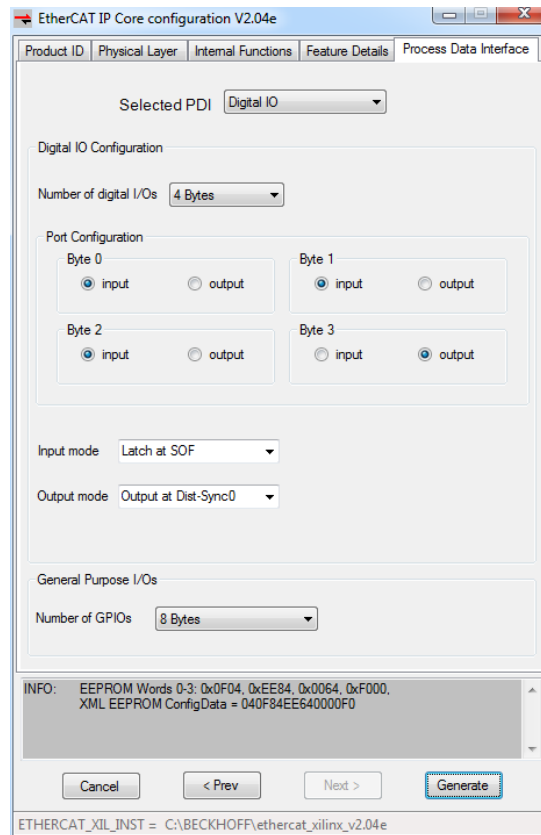 EtherCAT IP Core configuration V2.04e
Product ID Physical Layer Internal Functions Feature Details Process Data Interface
Selected PDI Digital IO
Digital IO Configuration
Number of digital I/Os 4 Bytes
Port Configuration
Byte 0 Byte 1
input output input output
Byte 2 Byte 3
input output input output
Input mode Latch at SOF
Output mode Output at Dist-Sync0
General Purpose I/Os
Number of GPIOs 8 Bytes
INFO: EEPROM Words 0-3: 0x0F04, 0xEE84, 0x0064, 0xF000,
XML EEPROM ConfigData = 040F84EE640000F0
Cancel < Prev Next > Generate
ETHERCAT_XIL_INST = C:\BECKHOFF\ethercat_xilinx_v2.04e